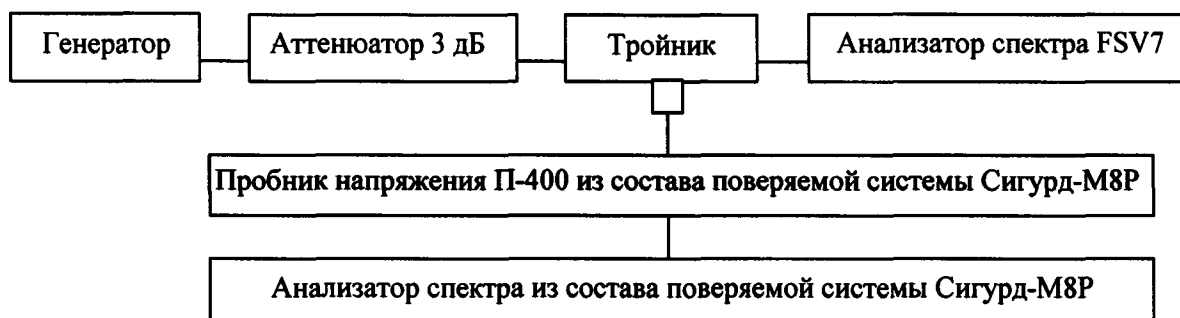 Генератор
Аттенюатор 3 дБ
Тройник
Анализатор спектра FSV7
Пробник напряжения П-400 из состава поверяемой системы Сигурд-М8Р
Анализатор спектра из состава поверяемой системы Сигурд-М8Р